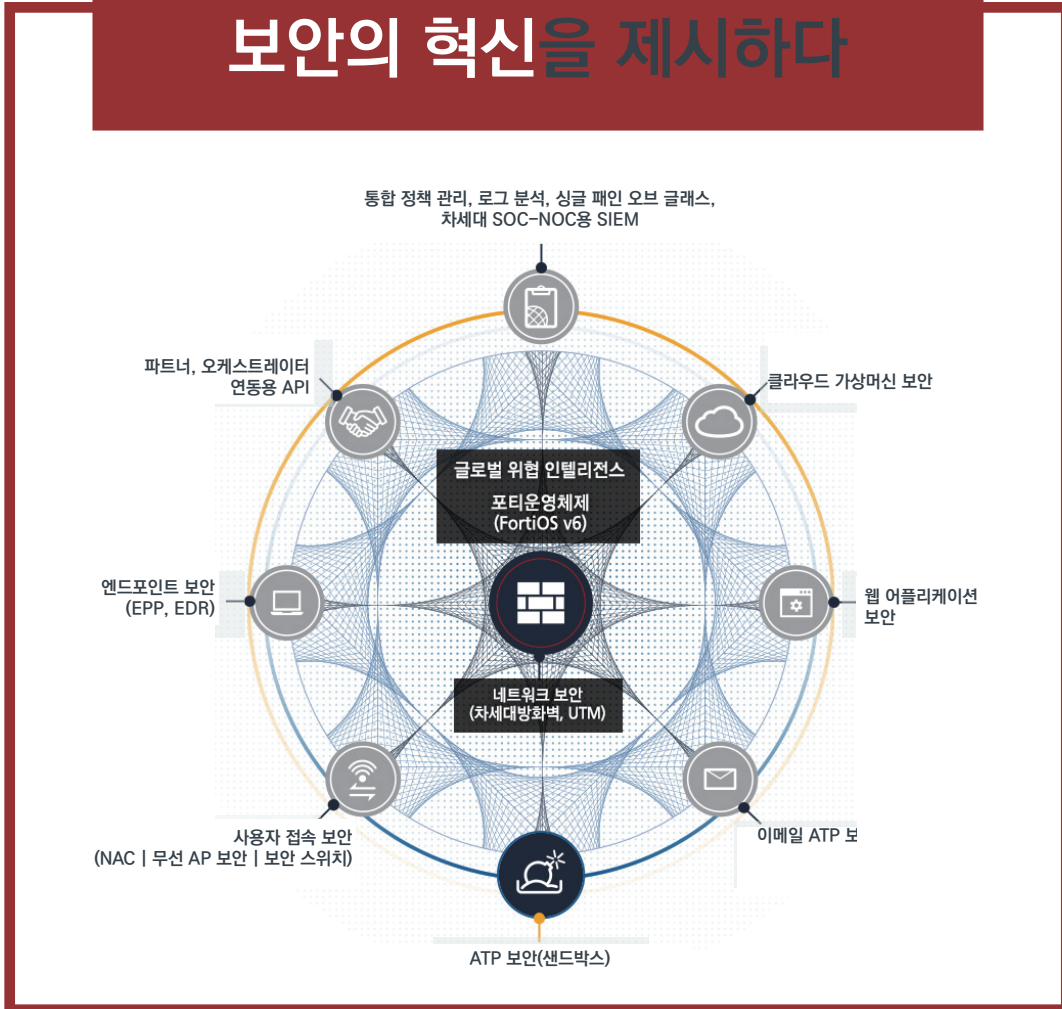 보안의 혁신을 제시하다
통합 정책 관리, 로그 분석, 싱글 패인 오브 글래스,
차세대 SOC-NOC용 SIEM
파트너, 오케스트레이터
연동용 API
클라우드 가상머신 보안
글로벌 위협 인텔리전스
포티운영체제
(FortiOS v6)
엔드포인트 보안
(EPP, EDR)
웹 어플리케이션
보안
네트워크 보안
(차세대방화벽, UTM)
사용자 접속 보안
(NAC | 무선 AP 보안 | 보안 스위치)
이메일 ATP 보
ATP 보안(샌드박스)